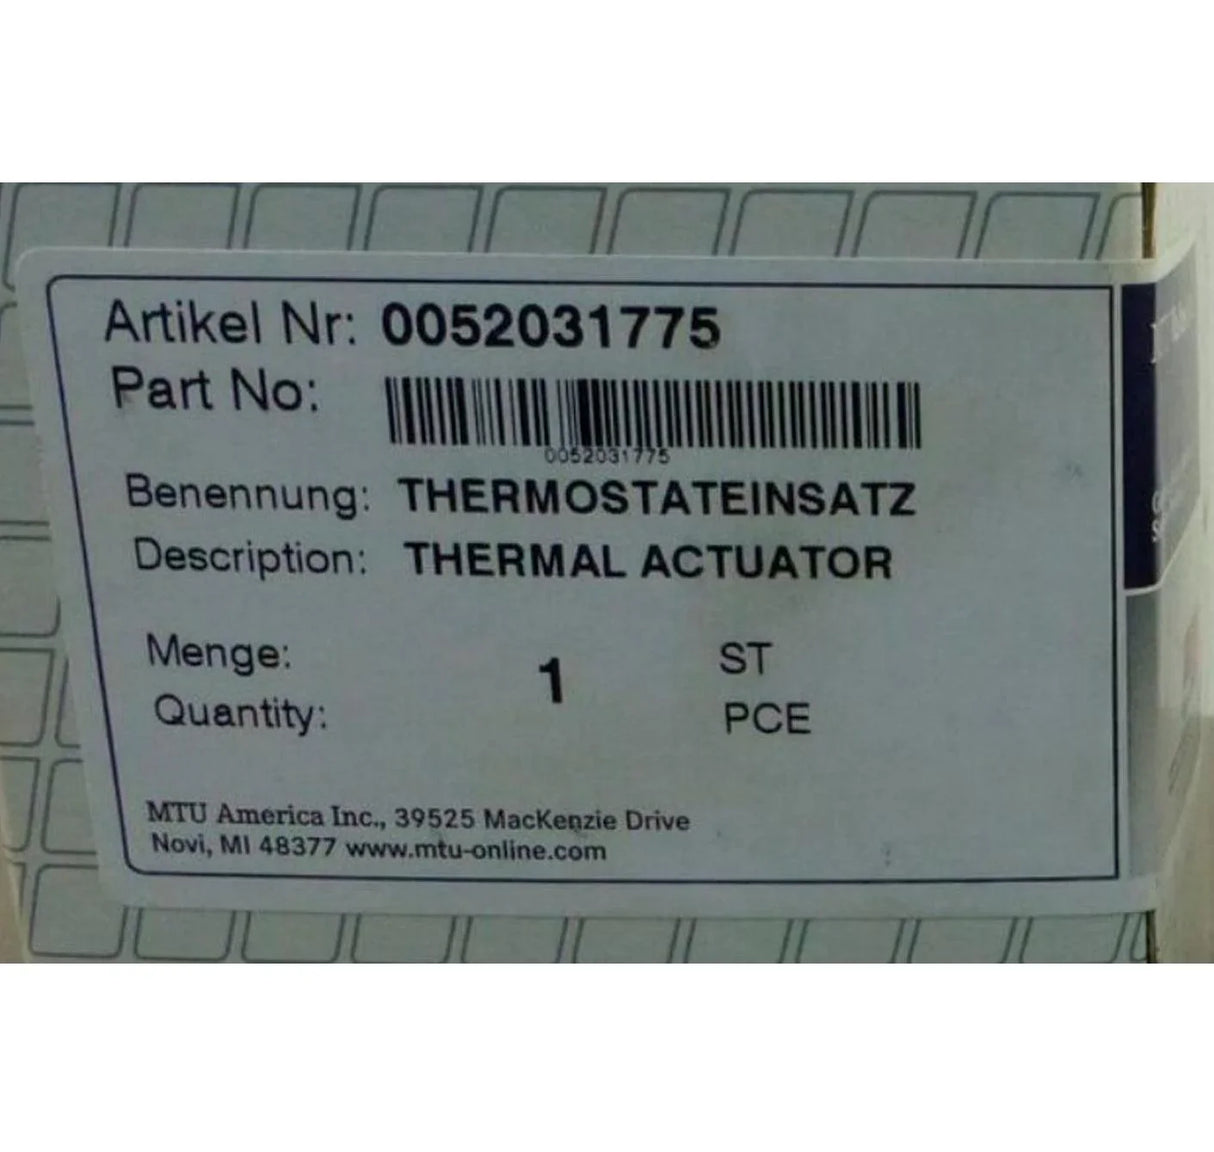 Artikel Nr: 0052031775
Part No:
0052031775
Benennung: THERMOSTATEINSATZ
Description: THERMAL ACTUATOR
Menge: 1 ST
Quantity: PCE
MTU America Inc., 39525 MacKenzie Drive
Novi, MI 48377 www.mtu-online.com